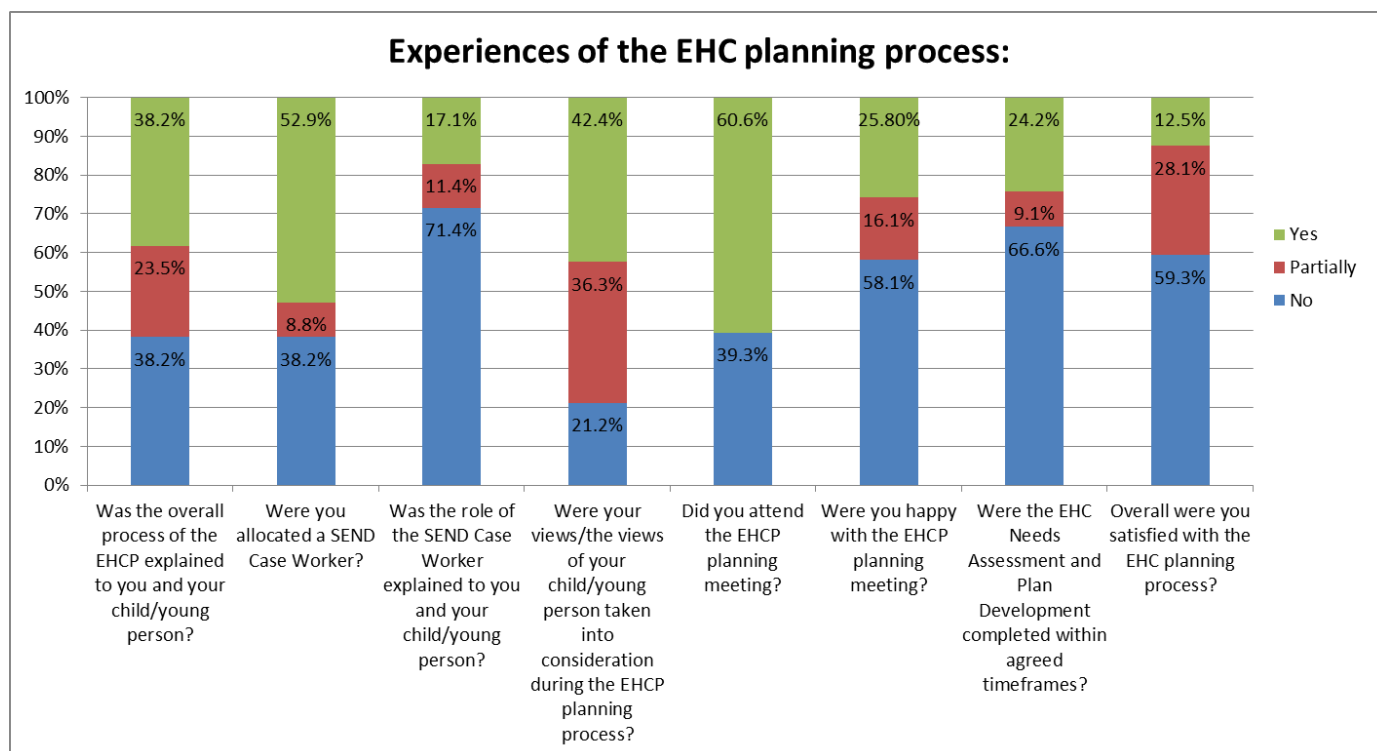 Experiences of the EHC planning process:
100%
90%
80%
70%
60%
50%
40%
30%
20%
10%
0%
38.2%
23.5%
38.2%
52.9%
8.8%
38.2%
17.1%
11.4%
71.4%
42.4%
36.3%
21.2%
60.6%
39.3%
25.80%
16.1%
58.1%
24.2%
9.1%
66.6%
12.5%
28.1%
59.3%
Yes
Partially
No
Was the overall
process of the
EHCP explained
to you and your
child/young
person?
Were you
allocated a SEND
Case Worker?
Was the role of
the SEND Case
Worker
explained to you
and your
child/young
person?
Were your
views/the views
of your
child/young
person taken
into
consideration
during the EHCP
planning
process?
Did you attend
the EHCP
planning
meeting?
Were you happy
with the EHCP
planning
meeting?
Were the EHC
Needs
Assessment and
Plan
Development
completed within
agreed
timeframes?
Overall were you
satisfied with the
EHC planning
process?